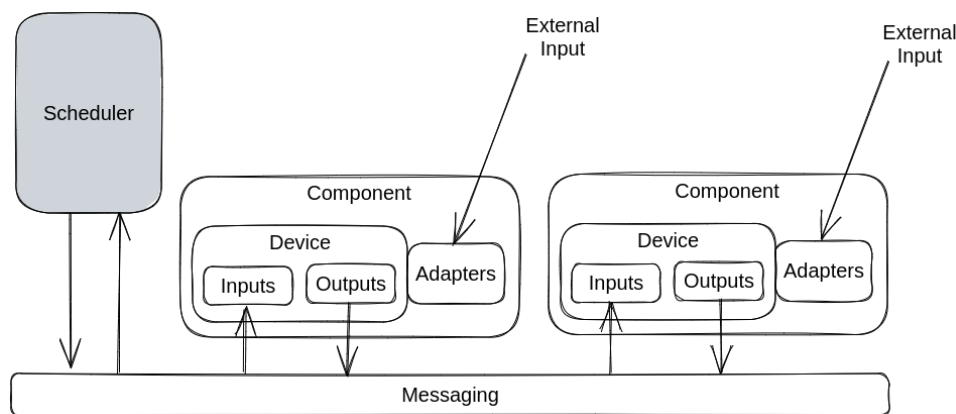 External
Input
External
Input
Scheduler
Component
Device
Inputs
Outputs
Adapters
Component
Device
Inputs
Outputs
Adapters
Messaging